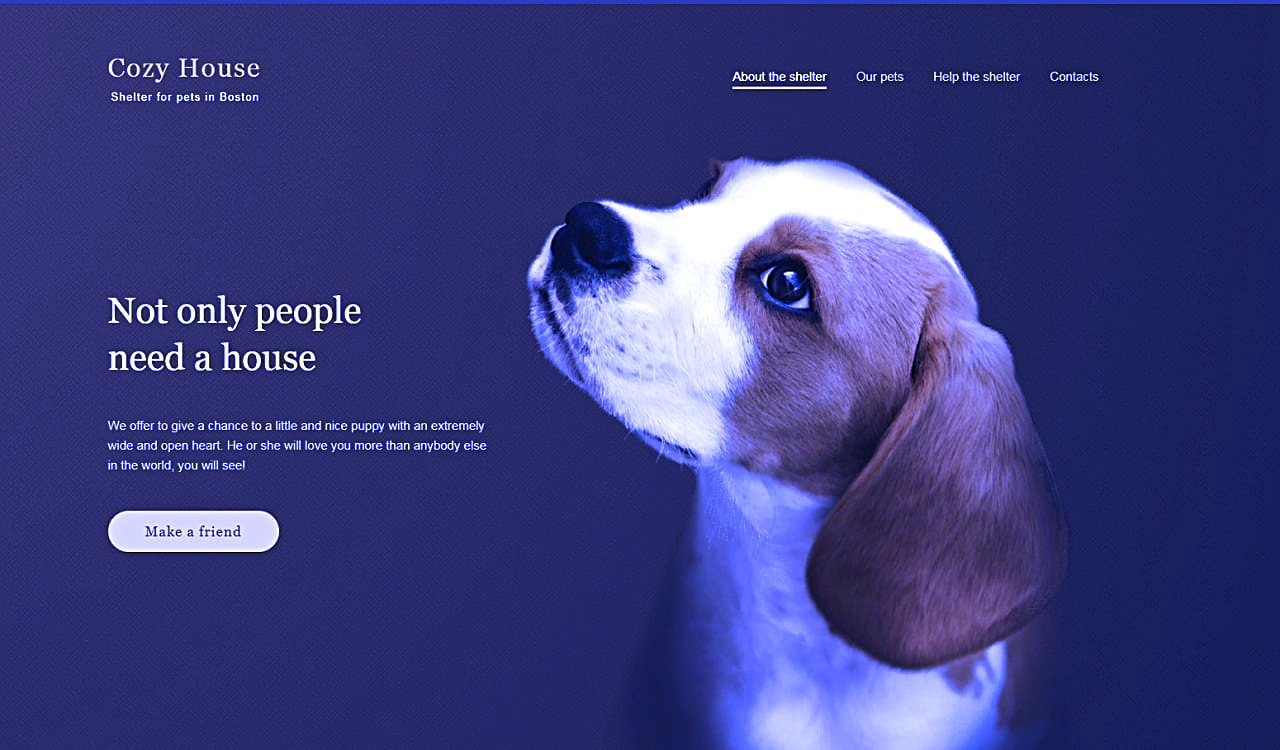 Cozy House
Shelter for pets in Boston
About the shelter
Our pets
Help the shelter
Contacts
Not only people
need a house
We offer to give a chance to a little and nice puppy with an extremely
wide and open heart. He or she will love you more than anybody else
in the world, you will see!
Make a friend